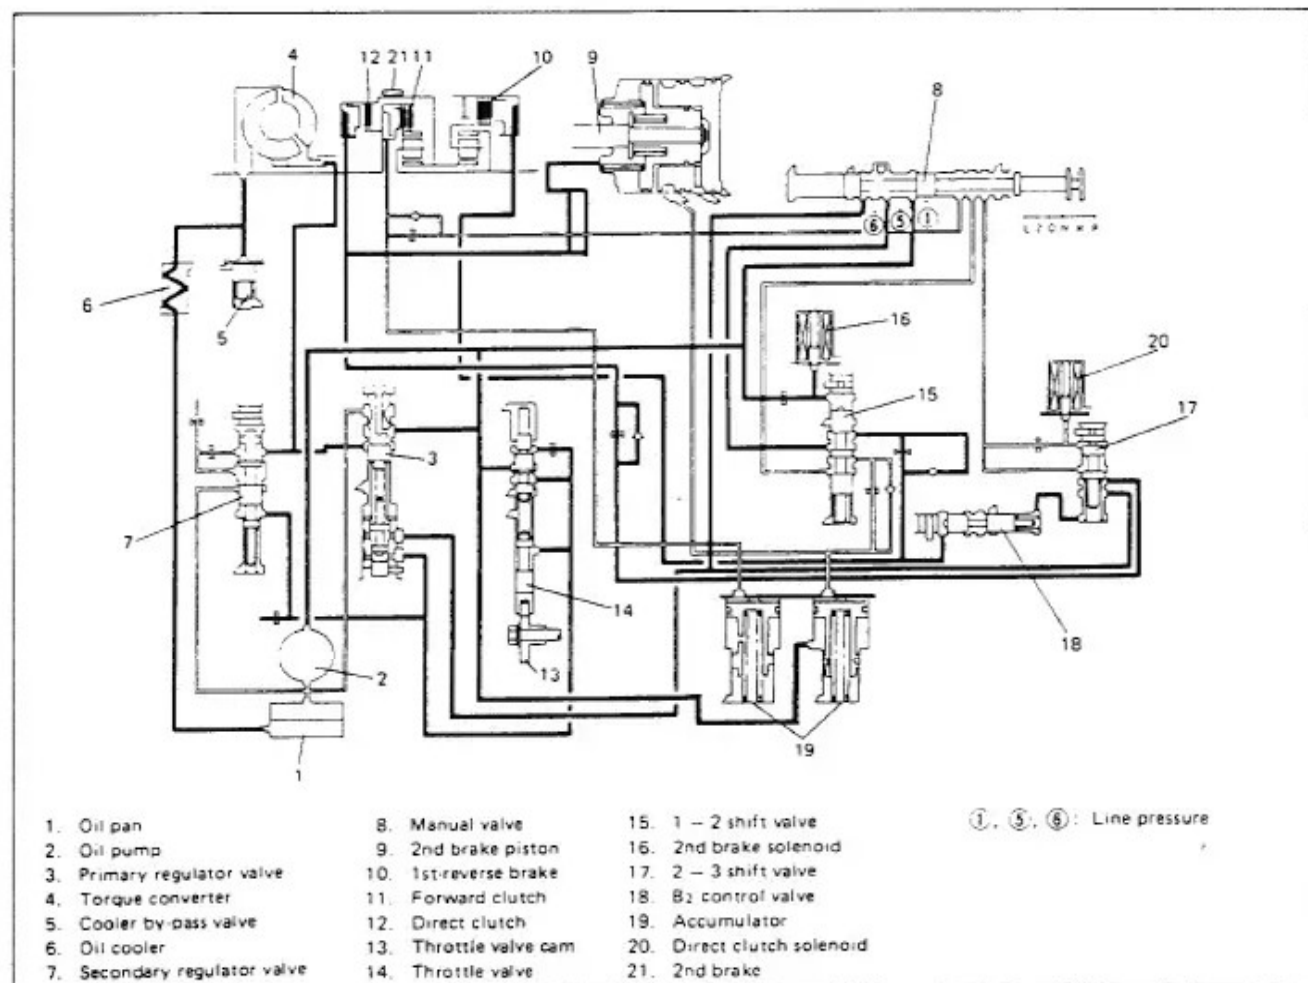 4
12 21 11
10
9
8
6 5 1
L 2 D N R P
6
5
16
20
15
17
3
7
14
18
2
13
19
1
1. Oil pan
2. Oil pump
3. Primary regulator valve
4. Torque converter
5. Cooler by-pass valve
6. Oil cooler
7. Secondary regulator valve
8. Manual valve
9. 2nd brake piston
10. 1st-reverse brake
11. Forward clutch
12. Direct clutch
13. Throttle valve cam
14. Throttle valve
15. 1 – 2 shift valve
16. 2nd brake solenoid
17. 2 – 3 shift valve
18. B2 control valve
19. Accumulator
20. Direct clutch solenoid
21. 2nd brake
①, ⑤, ⑥: Line pressure